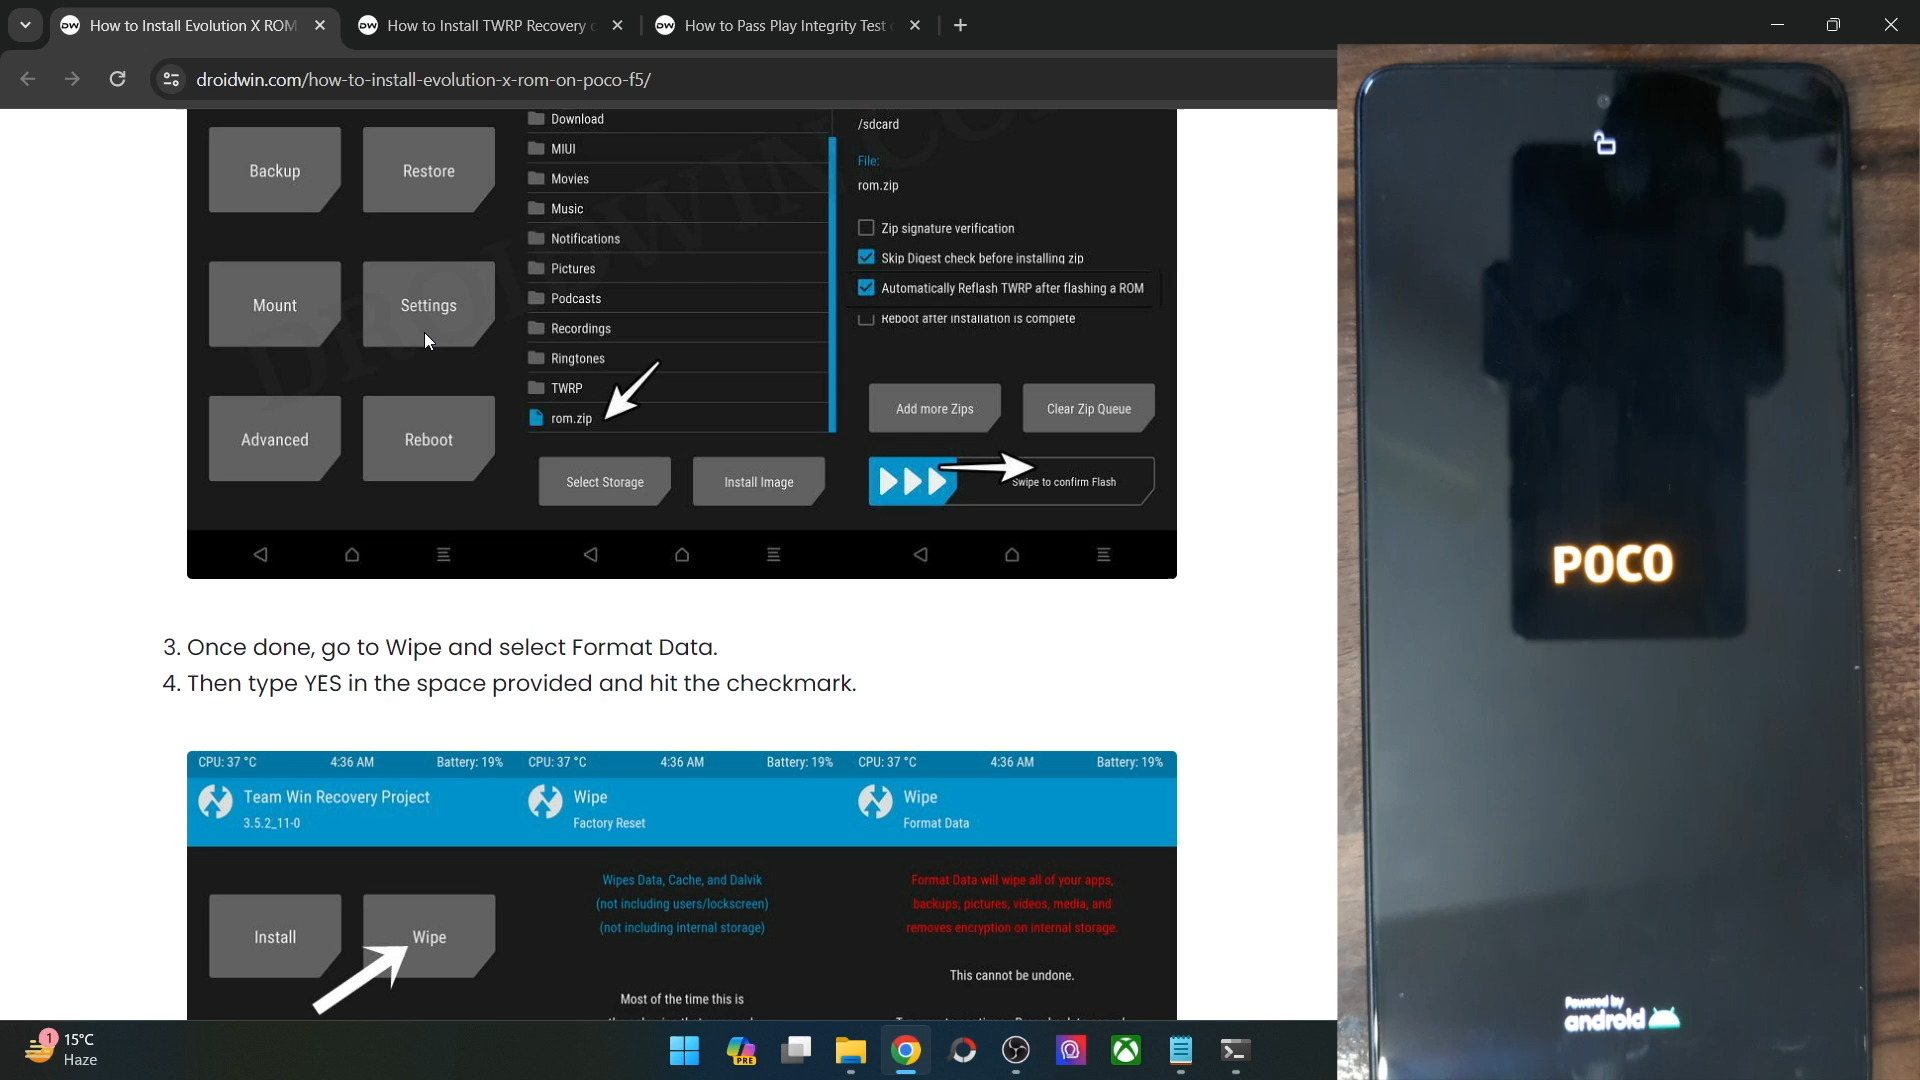 How to Install Evolution X ROM
How to Install TWRP Recovery
How to Pass Play Integrity Test
droidwin.com/how-to-install-evolution-x-rom-on-poco-f5/
Backup
Restore
Mount
Settings
Advanced
Reboot
Download
MIUI
Movies
Music
Notifications
Pictures
Podcasts
Recordings
Ringtones
TWRP
rom.zip
Select Storage
Install Image
/sdcard
File:
rom.zip
Zip signature verification
Skip Digest check before installing zip
Automatically Reflash TWRP after flashing a ROM
Reboot after installation is complete
Add more Zips
Clear Zip Queue
Swipe to confirm Flash
3. Once done, go to Wipe and select Format Data.
4. Then type YES in the space provided and hit the checkmark.
CPU: 37 °C 4:36 AM Battery: 19%
Team Win Recovery Project
3.5.2_11-0
Install
Wipe
CPU: 37 °C 4:36 AM Battery: 19%
Wipe
Factory Reset
Wipes Data, Cache, and Dalvik
(not including users/lockscreen)
(not including internal storage)
Most of the time this is
CPU: 37 °C 4:36 AM Battery: 19%
Wipe
Format Data
Format Data will wipe all of your apps,
backups, pictures, videos, media, and
removes encryption on internal storage.
This cannot be undone.
1
15°C
Haze
PRE
POCO
Powered by
android